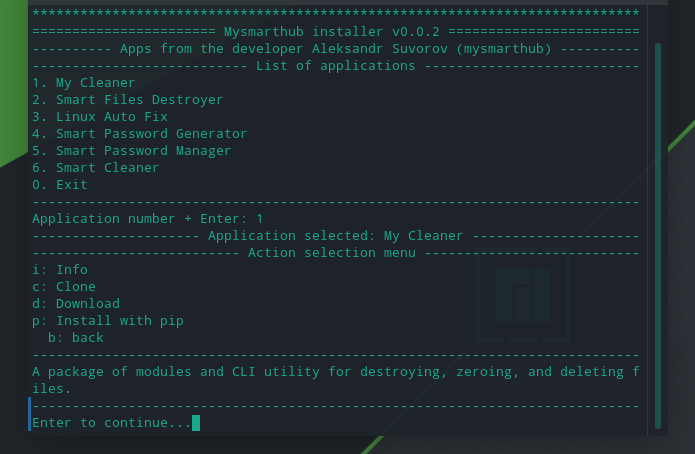 ****************************************************************************
======================= Mysmarthub installer v0.0.2 ========================
---------- Apps from the developer Aleksandr Suvorov (mysmarthub) ----------
--------------------------- List of applications ---------------------------
1. My Cleaner
2. Smart Files Destroyer
3. Linux Auto Fix
4. Smart Password Generator
5. Smart Password Manager
6. Smart Cleaner
0. Exit
----------------------------------------------------------------------------
Application number + Enter: 1
--------------------- Application selected: My Cleaner ---------------------
-------------------------- Action selection menu ---------------------------
i: Info
c: Clone
d: Download
p: Install with pip
  b: back
----------------------------------------------------------------------------
A package of modules and CLI utility for destroying, zeroing, and deleting f
iles.
----------------------------------------------------------------------------
Enter to continue...